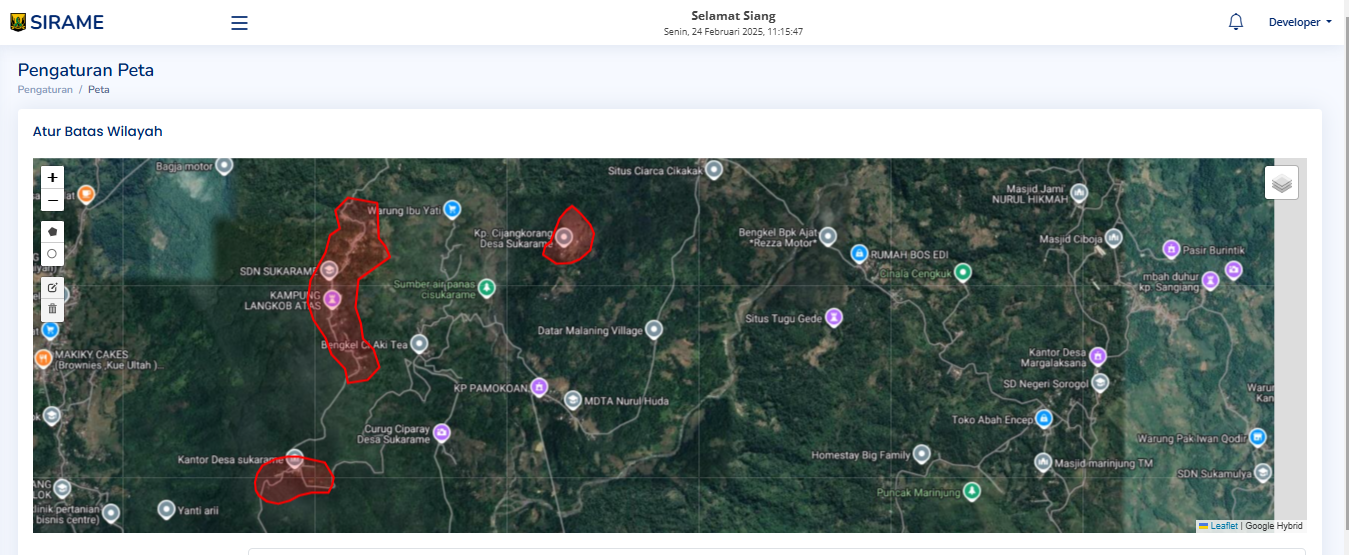 SIRAME
Selamat Siang
Senin, 24 Februari 2025, 11:15:47
Developer
Pengaturan Peta
Pengaturan / Peta
Atur Batas Wilayah
+
−
Bagja motor
Situs Ciarca Cikakak
Masjid Jami'
NURUL HIKMAH
Warung Ibu Yati
Kp. Cijangkorang
Desa Sukarame
Bengkel Bpk Ajat
*Rezza Motor*
Masjid Ciboja
Pasir Burintik
RUMAH BOS EDI
SDN SUKARAME
Cinala Cengkuk
mbah duhur
kp. Sangiang
Sumber air panas
cisukarame
KAMPUNG
LANGKOB ATAS
Situs Tugu Gede
Datar Malaning Village
Bengkel Ci Aki Tea
MAKIKY CAKES
(Brownies ,Kue Ultah )...
Kantor Desa
Margalaksana
SD Negeri Sorogol
KP PAMOKOAN
MDTA Nurul Huda
Toko Abah Encep
Curug Ciparay
Desa Sukarame
Warung Pak Iwan Qodir
Kantor Desa sukarame
Homestay Big Family
Masjid marinjung TM
SDN Sukamulya
Puncak Marinjung
Yanti arii
bisnis centre)
Leaflet | Google Hybrid